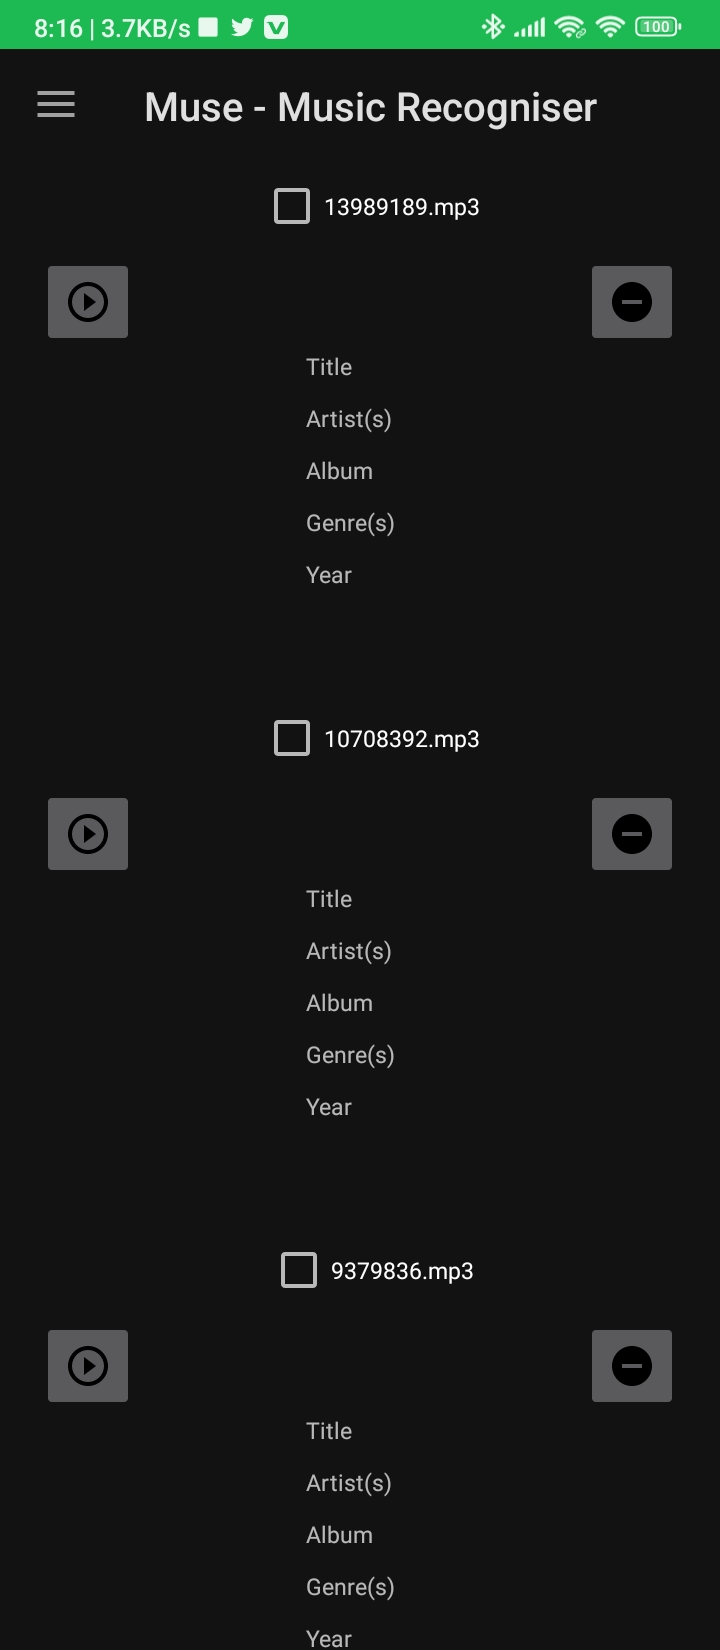 8:16 | 3.7KB/s
100
Muse - Music Recogniser
13989189.mp3
Title
Artist(s)
Album
Genre(s)
Year
10708392.mp3
Title
Artist(s)
Album
Genre(s)
Year
9379836.mp3
Title
Artist(s)
Album
Genre(s)
Year